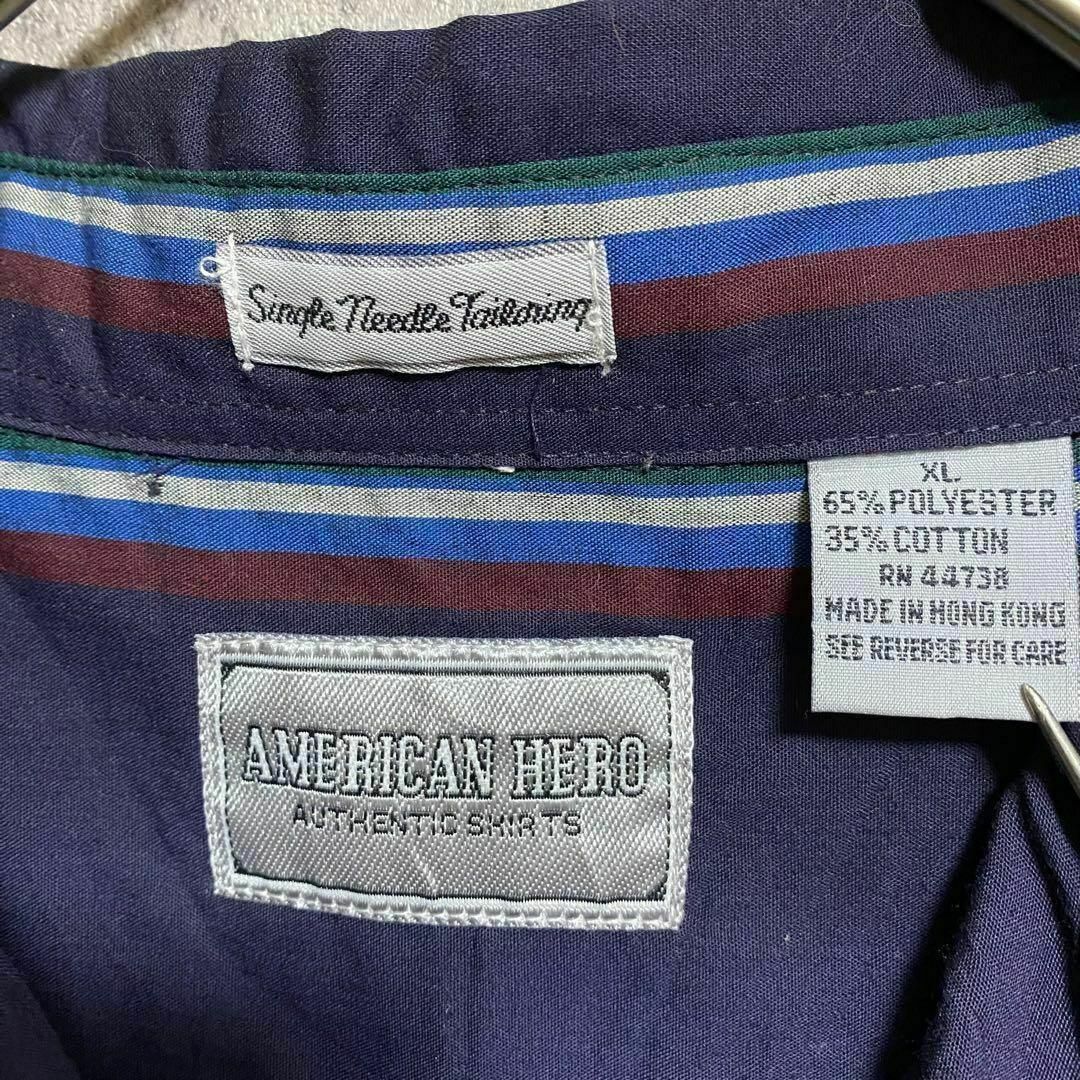 Single Needle Tailoring
XL
65% POLYESTER
35% COTTON
RN 44738
MADE IN HONG KONG
SEE REVERSE FOR CARE
AMERICAN HERO
AUTHENTIC SHIRTS